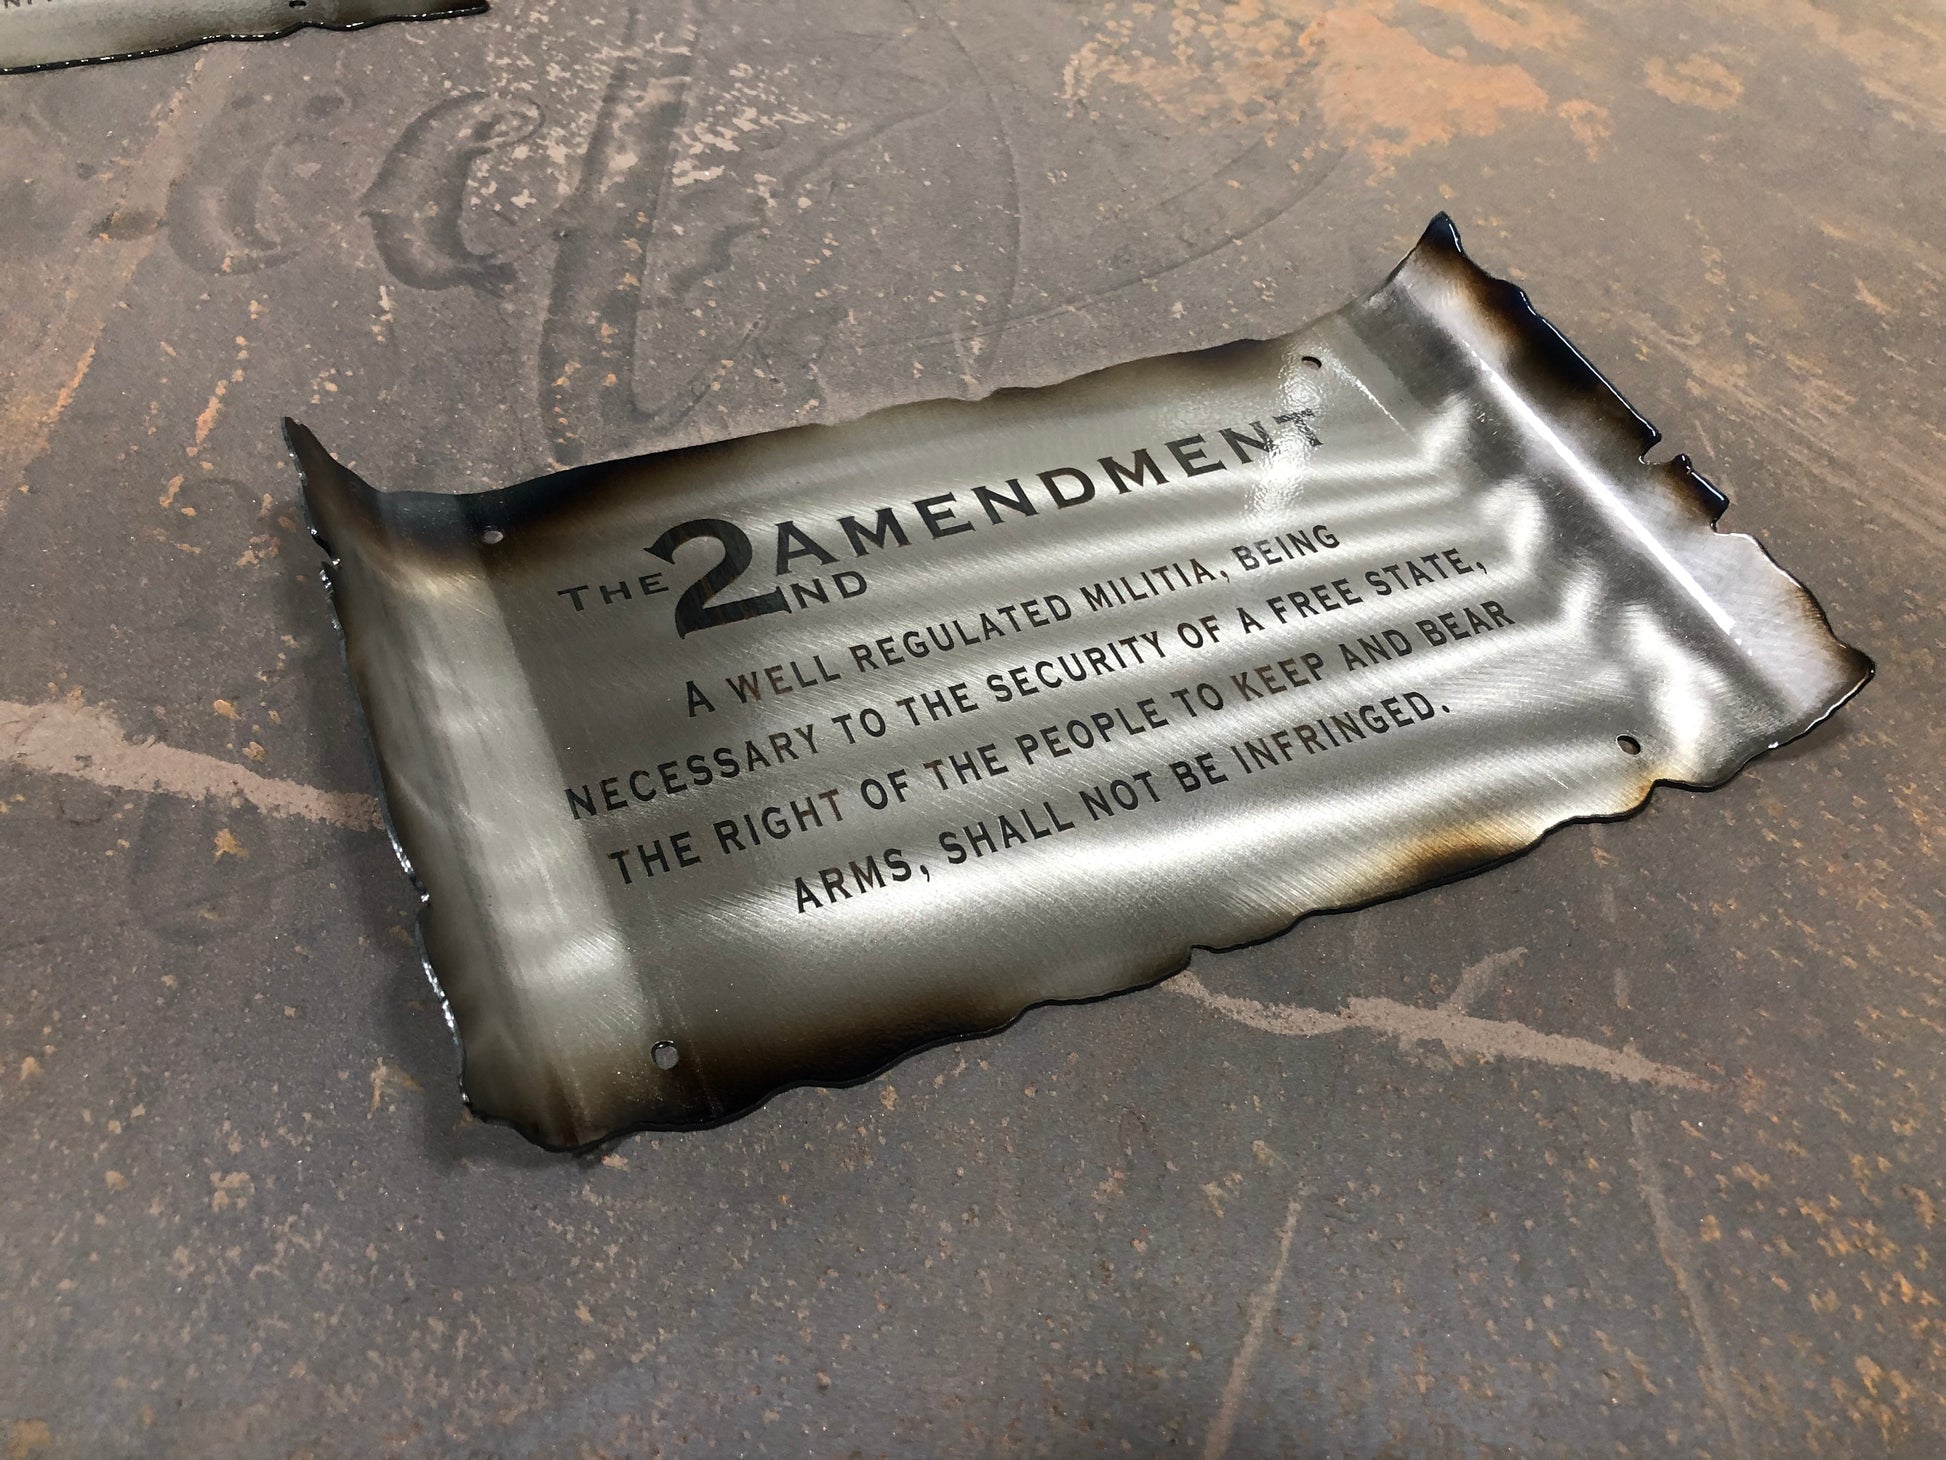 The 2nd Amendment
A WELL REGULATED MILITIA, BEING
NECESSARY TO THE SECURITY OF A FREE STATE,
THE RIGHT OF THE PEOPLE TO KEEP AND BEAR
ARMS, SHALL NOT BE INFRINGED.